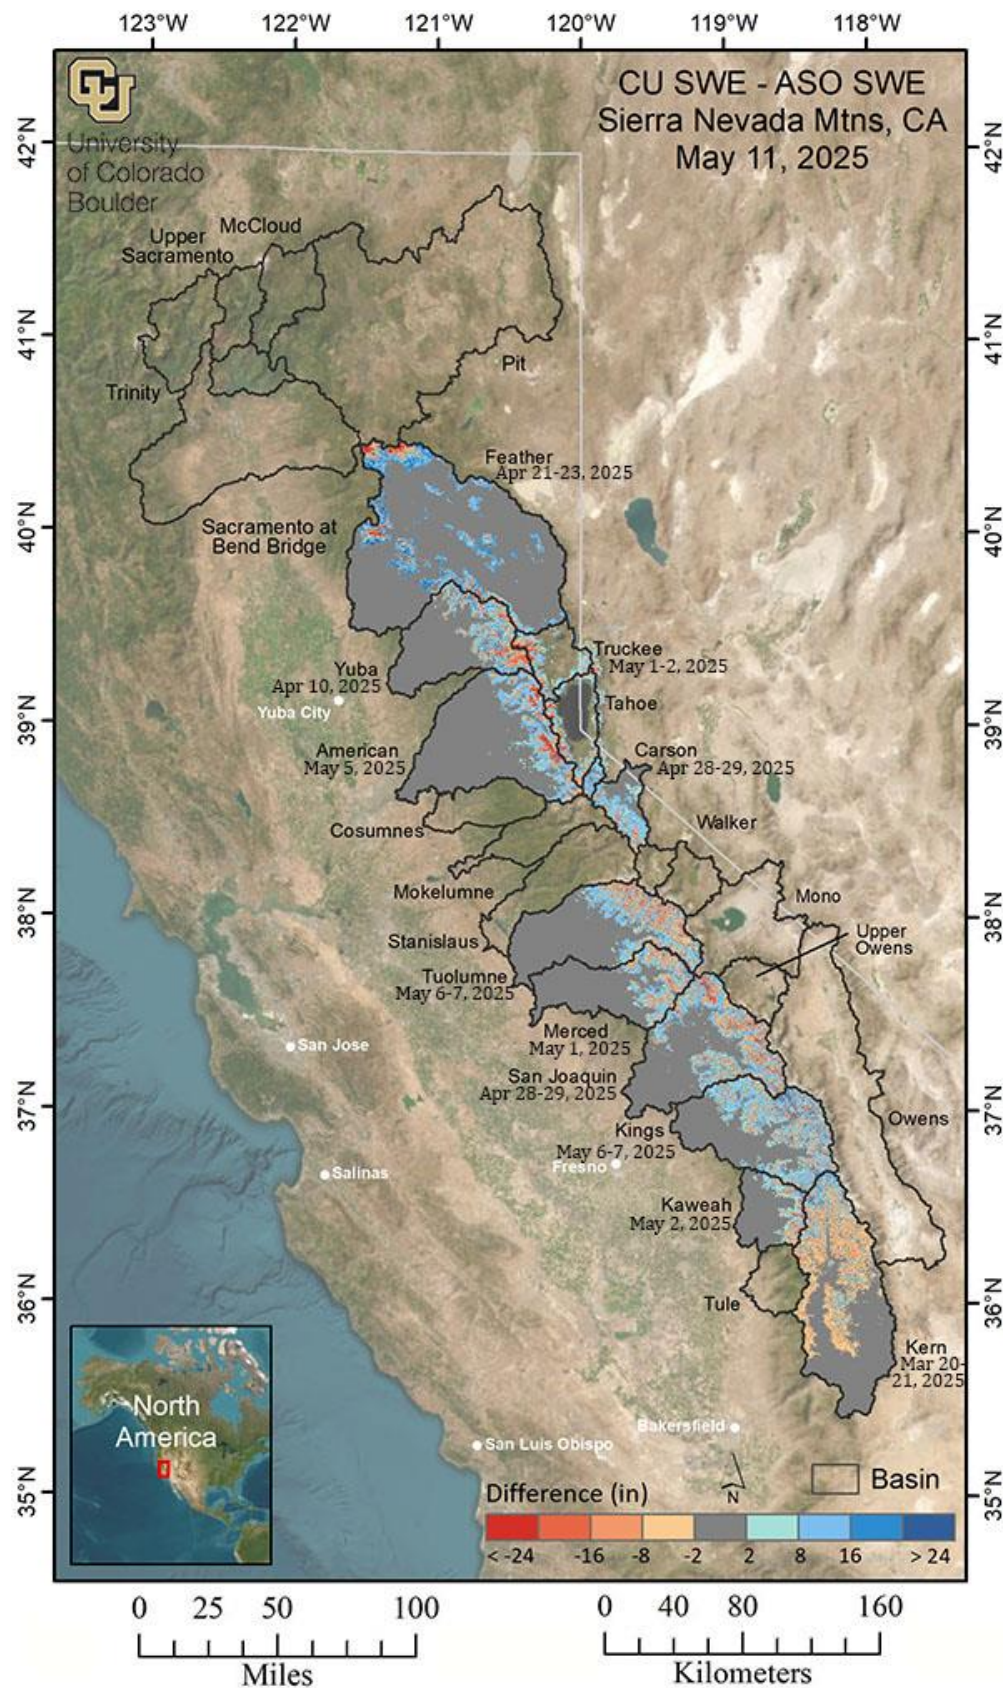 123°W 122°W 121°W 120°W 119°W 118°W
CU
University
of Colorado
Boulder
CU SWE - ASO SWE
Sierra Nevada Mtns, CA
May 11, 2025
42°N
42°N
McCloud
Upper
Sacramento
41°N
41°N
Pit
Trinity
Feather
Apr 21-23, 2025
Sacramento at
Bend Bridge
40°N
40°N
Truckee
May 1-2, 2025
Yuba
Apr 10, 2025
Yuba City
Tahoe
39°N
39°N
American
May 5, 2025
Carson
Apr 28-29, 2025
Cosumnes
Walker
Mokelumne
Mono
38°N
38°N
Stanislaus
Upper
Owens
Tuolumne
May 6-7, 2025
Merced
May 1, 2025
San Jose
San Joaquin
Apr 28-29, 2025
37°N
37°N
Owens
Kings
May 6-7, 2025
Fresno
Salinas
Kaweah
May 2, 2025
36°N
36°N
Tule
Kern
Mar 20-
21, 2025
North
America
Bakersfield
San Luis Obispo
35°N
35°N
N
Basin
Difference (in)
< -24 -16 -8 -2 2 8 16 > 24
0 25 50 100
Miles
0 40 80 160
Kilometers